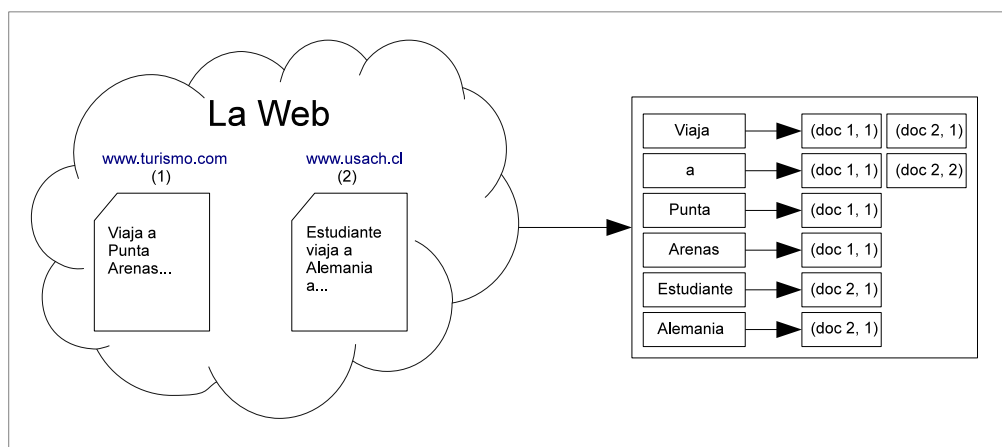 La Web
www.turismo.com
(1)
www.usach.cl
(2)
Viaja a
Punta
Arenas...
Estudiante
viaja a
Alemania
a...
Viaja (doc 1, 1) (doc 2, 1)
a (doc 1, 1) (doc 2, 2)
Punta (doc 1, 1)
Arenas (doc 1, 1)
Estudiante (doc 2, 1)
Alemania (doc 2, 1)